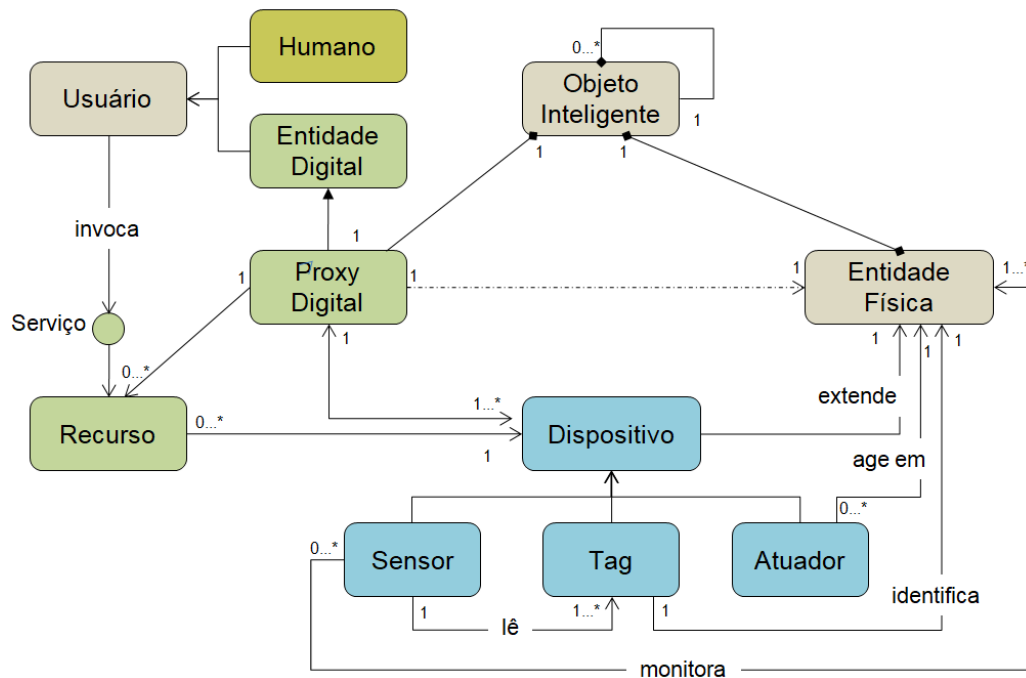 Humano
0...*
Objeto
Inteligente
1
Usuário
Entidade
Digital
1
1
invoca
1
1
Proxy
Digital
1
1
Entidade
Física
1...*
Serviço
1
1
1
1
0...*
extende
1...*
Recurso
0...*
1
Dispositivo
age em
0...*
0...*
Sensor
Tag
Atuador
identifica
1
lê
1...*
1
monitora